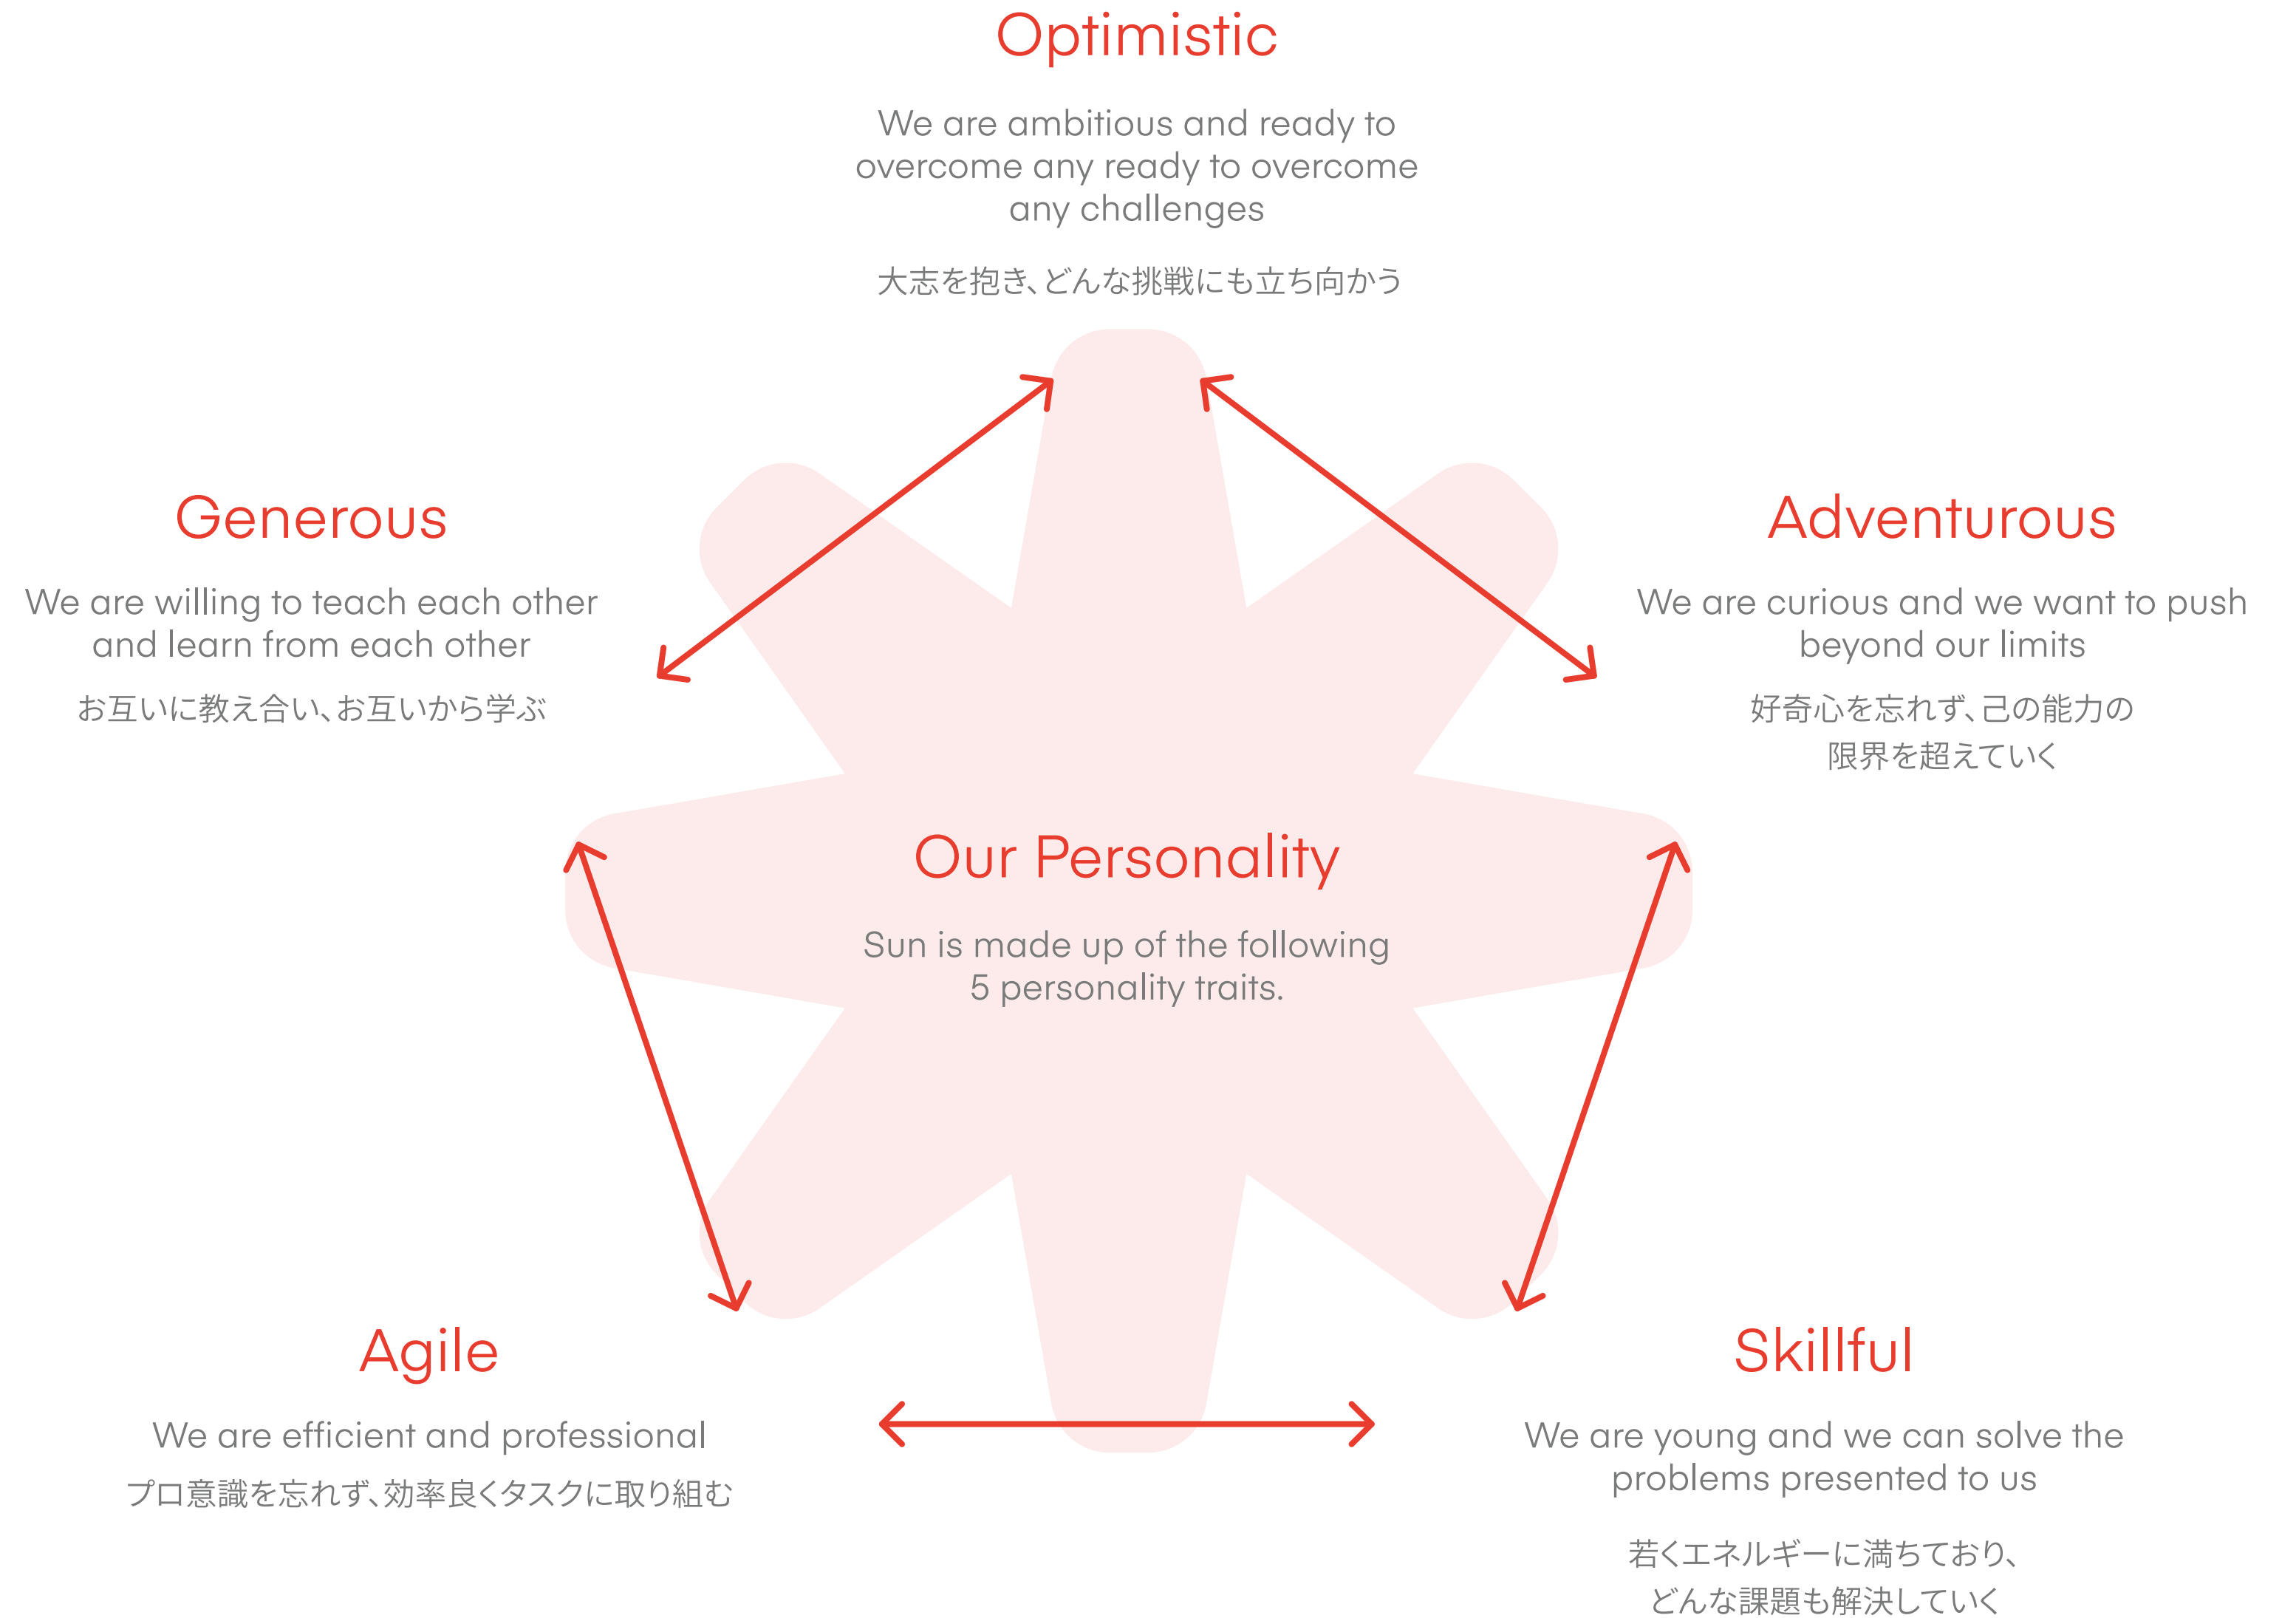 Optimistic
We are ambitious and ready to
overcome any ready to overcome
any challenges
大志を抱き、どんな挑戦にも立ち向かう
Generous
We are willing to teach each other
and learn from each other
お互いに教え合い、お互いから学ぶ
Adventurous
We are curious and we want to push
beyond our limits
好奇心を忘れず、己の能力の
限界を超えていく
Our Personality
Sun is made up of the following
5 personality traits.
Agile
We are efficient and professional
プロ意識を忘れず、効率良くタスクに取り組む
Skillful
We are young and we can solve the
problems presented to us
若くエネルギーに満ちており、
どんな課題も解決していく